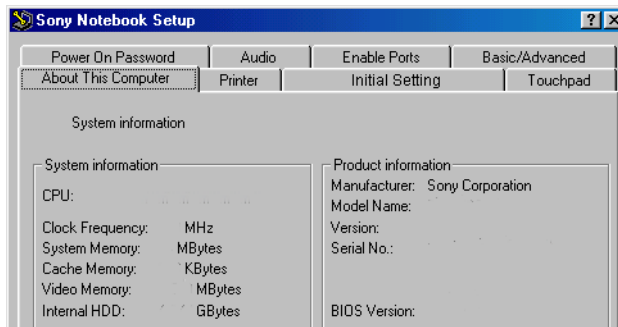 Sony Notebook Setup
Power On Password Audio Enable Ports Basic/Advanced
About This Computer Printer Initial Setting Touchpad
System information
System information
CPU:
Clock Frequency: MHz
System Memory: MBytes
Cache Memory: KBytes
Video Memory: MBytes
Internal HDD: GBytes
Product information
Manufacturer: Sony Corporation
Model Name:
Version:
Serial No.:
BIOS Version: